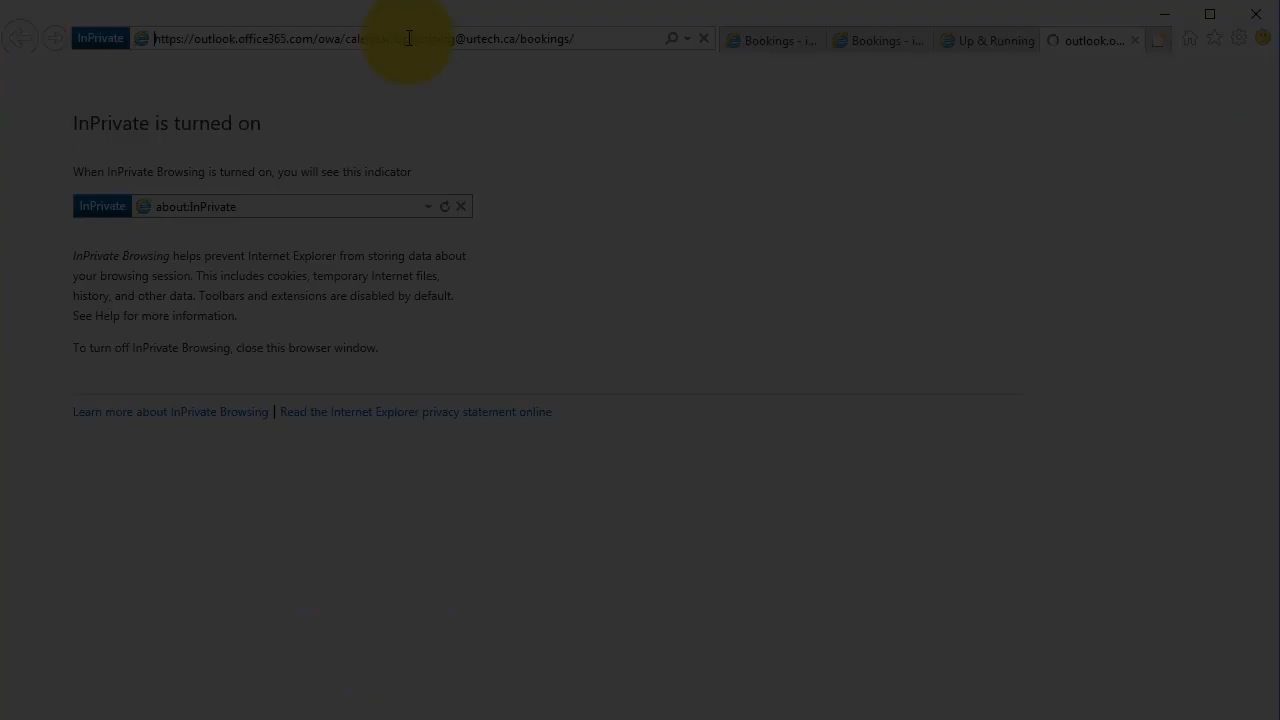 InPrivate
https://outlook.office365.com/owa/calendar @urtech.ca/bookings/
Bookings - i...
Bookings - i...
Up & Running
outlook.o...
InPrivate is turned on
When InPrivate Browsing is turned on, you will see this indicator
InPrivate
about:InPrivate
InPrivate Browsing helps prevent Internet Explorer from storing data about
your browsing session. This includes cookies, temporary Internet files,
history, and other data. Toolbars and extensions are disabled by default.
See Help for more information.
To turn off InPrivate Browsing, close this browser window.
Learn more about InPrivate Browsing | Read the Internet Explorer privacy statement online